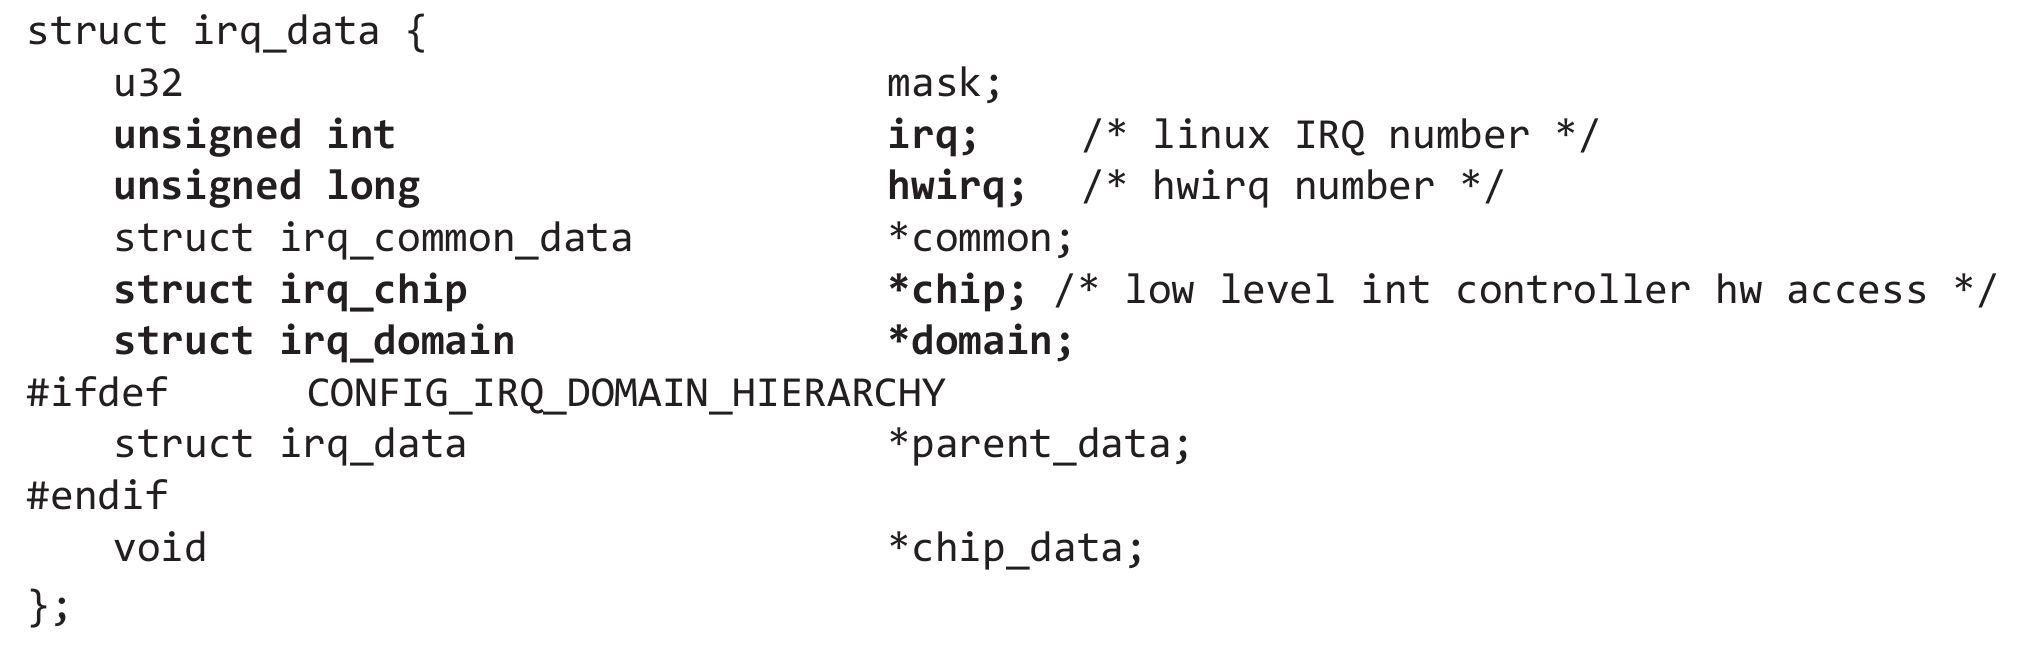 struct irq_data {
    u32                              mask;
    unsigned int                     irq;    /* linux IRQ number */
    unsigned long                    hwirq;  /* hwirq number */
    struct irq_common_data           *common;
    struct irq_chip                  *chip; /* low level int controller hw access */
    struct irq_domain                *domain;
#ifdef      CONFIG_IRQ_DOMAIN_HIERARCHY
    struct irq_data                  *parent_data;
#endif
    void                             *chip_data;
};